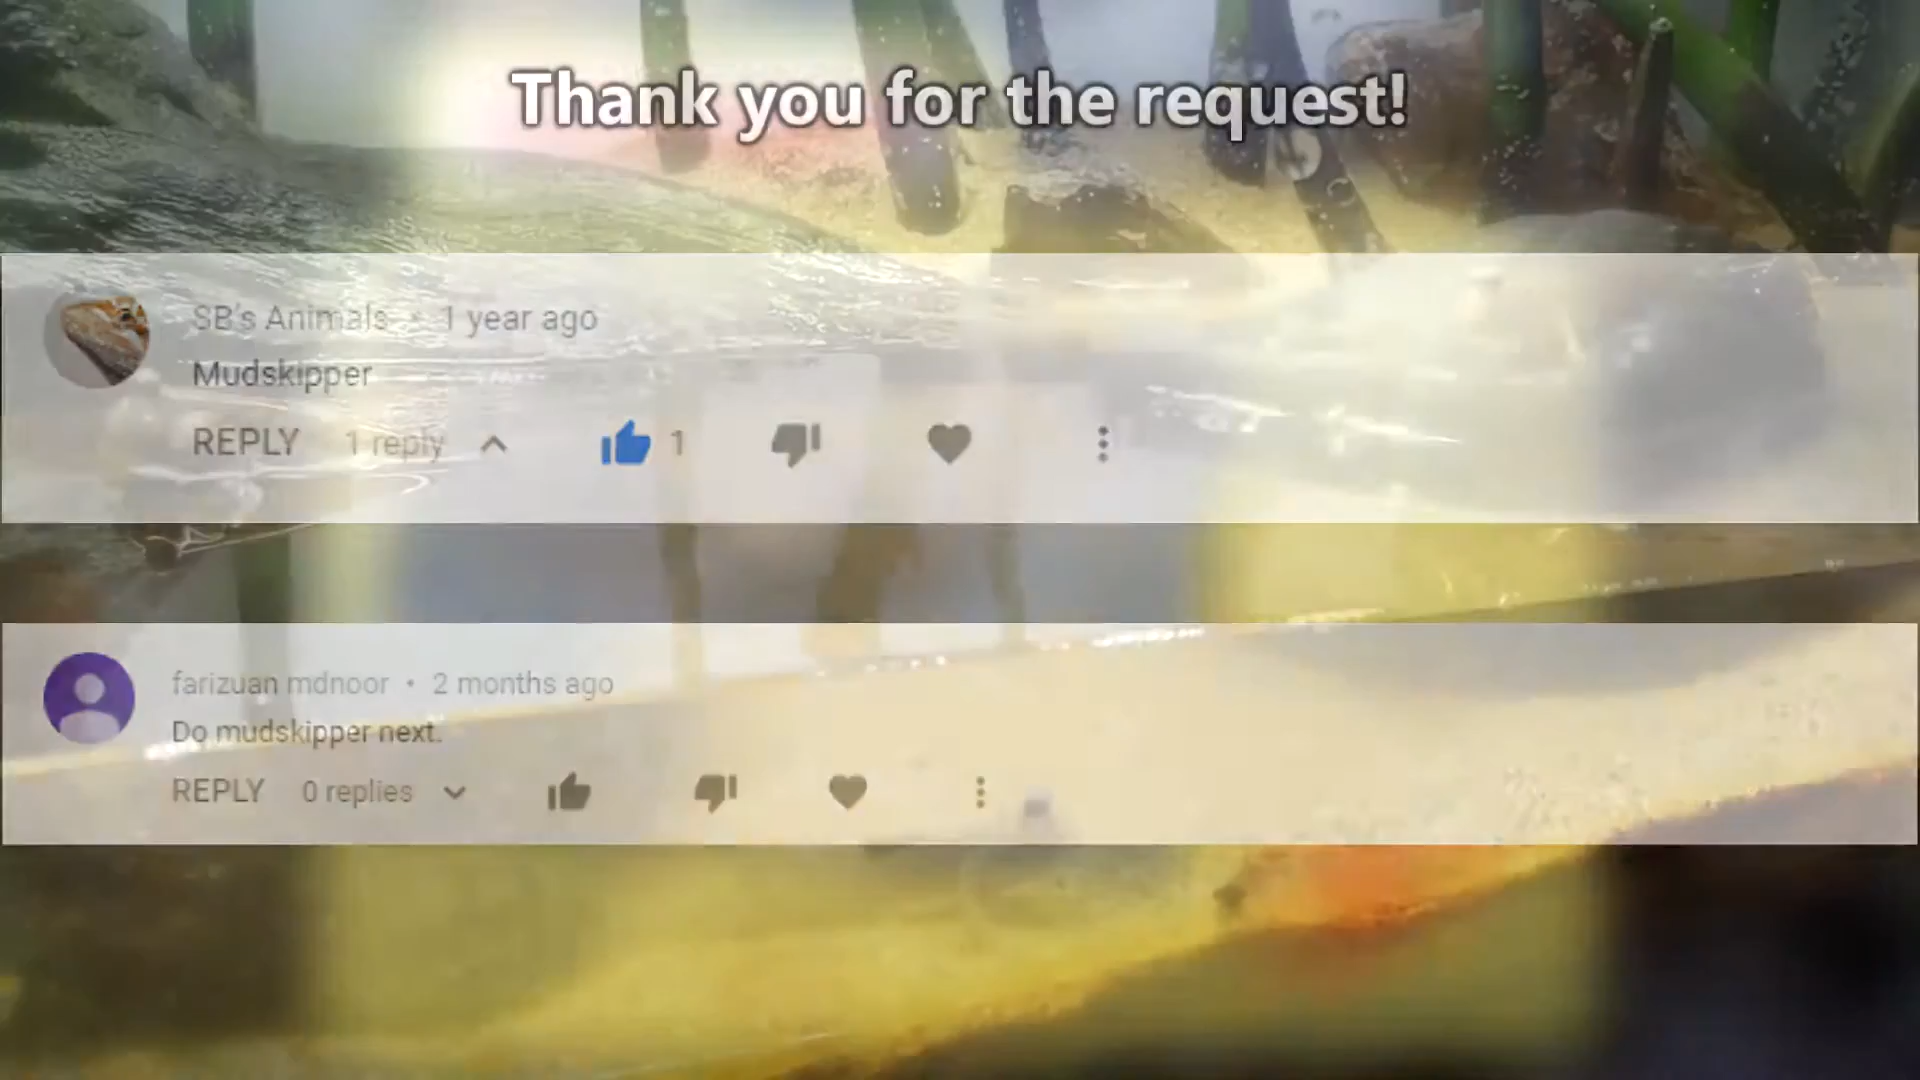 Thank you for the request!
SB's Animals • 1 year ago
Mudskipper
REPLY 1 reply 1
farizuan mdnoor • 2 months ago
Do mudskipper next.
REPLY 0 replies